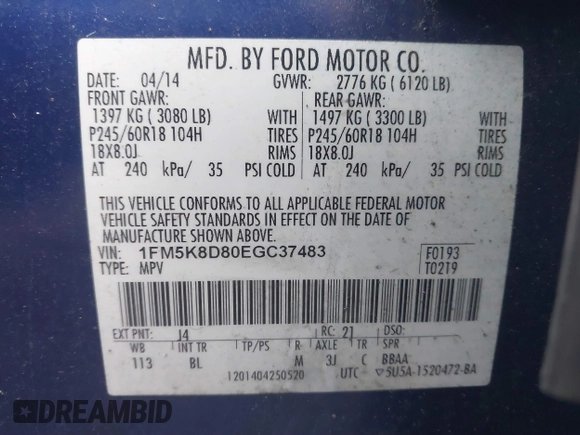 MFD. BY FORD MOTOR CO.
DATE: 04/14 GVWR: 2776 KG ( 6120 LB)
FRONT GAWR: REAR GAWR:
1397 KG ( 3080 LB) WITH 1497 KG ( 3300 LB) WITH
P245/60R18 104H TIRES P245/60R18 104H TIRES
18X8.0J RIMS 18X8.0J RIMS
AT 240 kPa/ 35 PSI COLD AT 240 kPa/ 35 PSI COLD
THIS VEHICLE CONFORMS TO ALL APPLICABLE FEDERAL MOTOR
VEHICLE SAFETY STANDARDS IN EFFECT ON THE DATE OF
MANUFACTURE SHOWN ABOVE.
VIN: 1FM5K8D80EGC37483 F0193
TYPE: MPV T0219
EXT PNT: J4 RC: 21 DSO:
WB INT TR TP/PS R AXLE TR SPR
113 BL M 3J C BBAA
1201404250520 UTC ▽5U5A-1520472-BA
DREAMBID